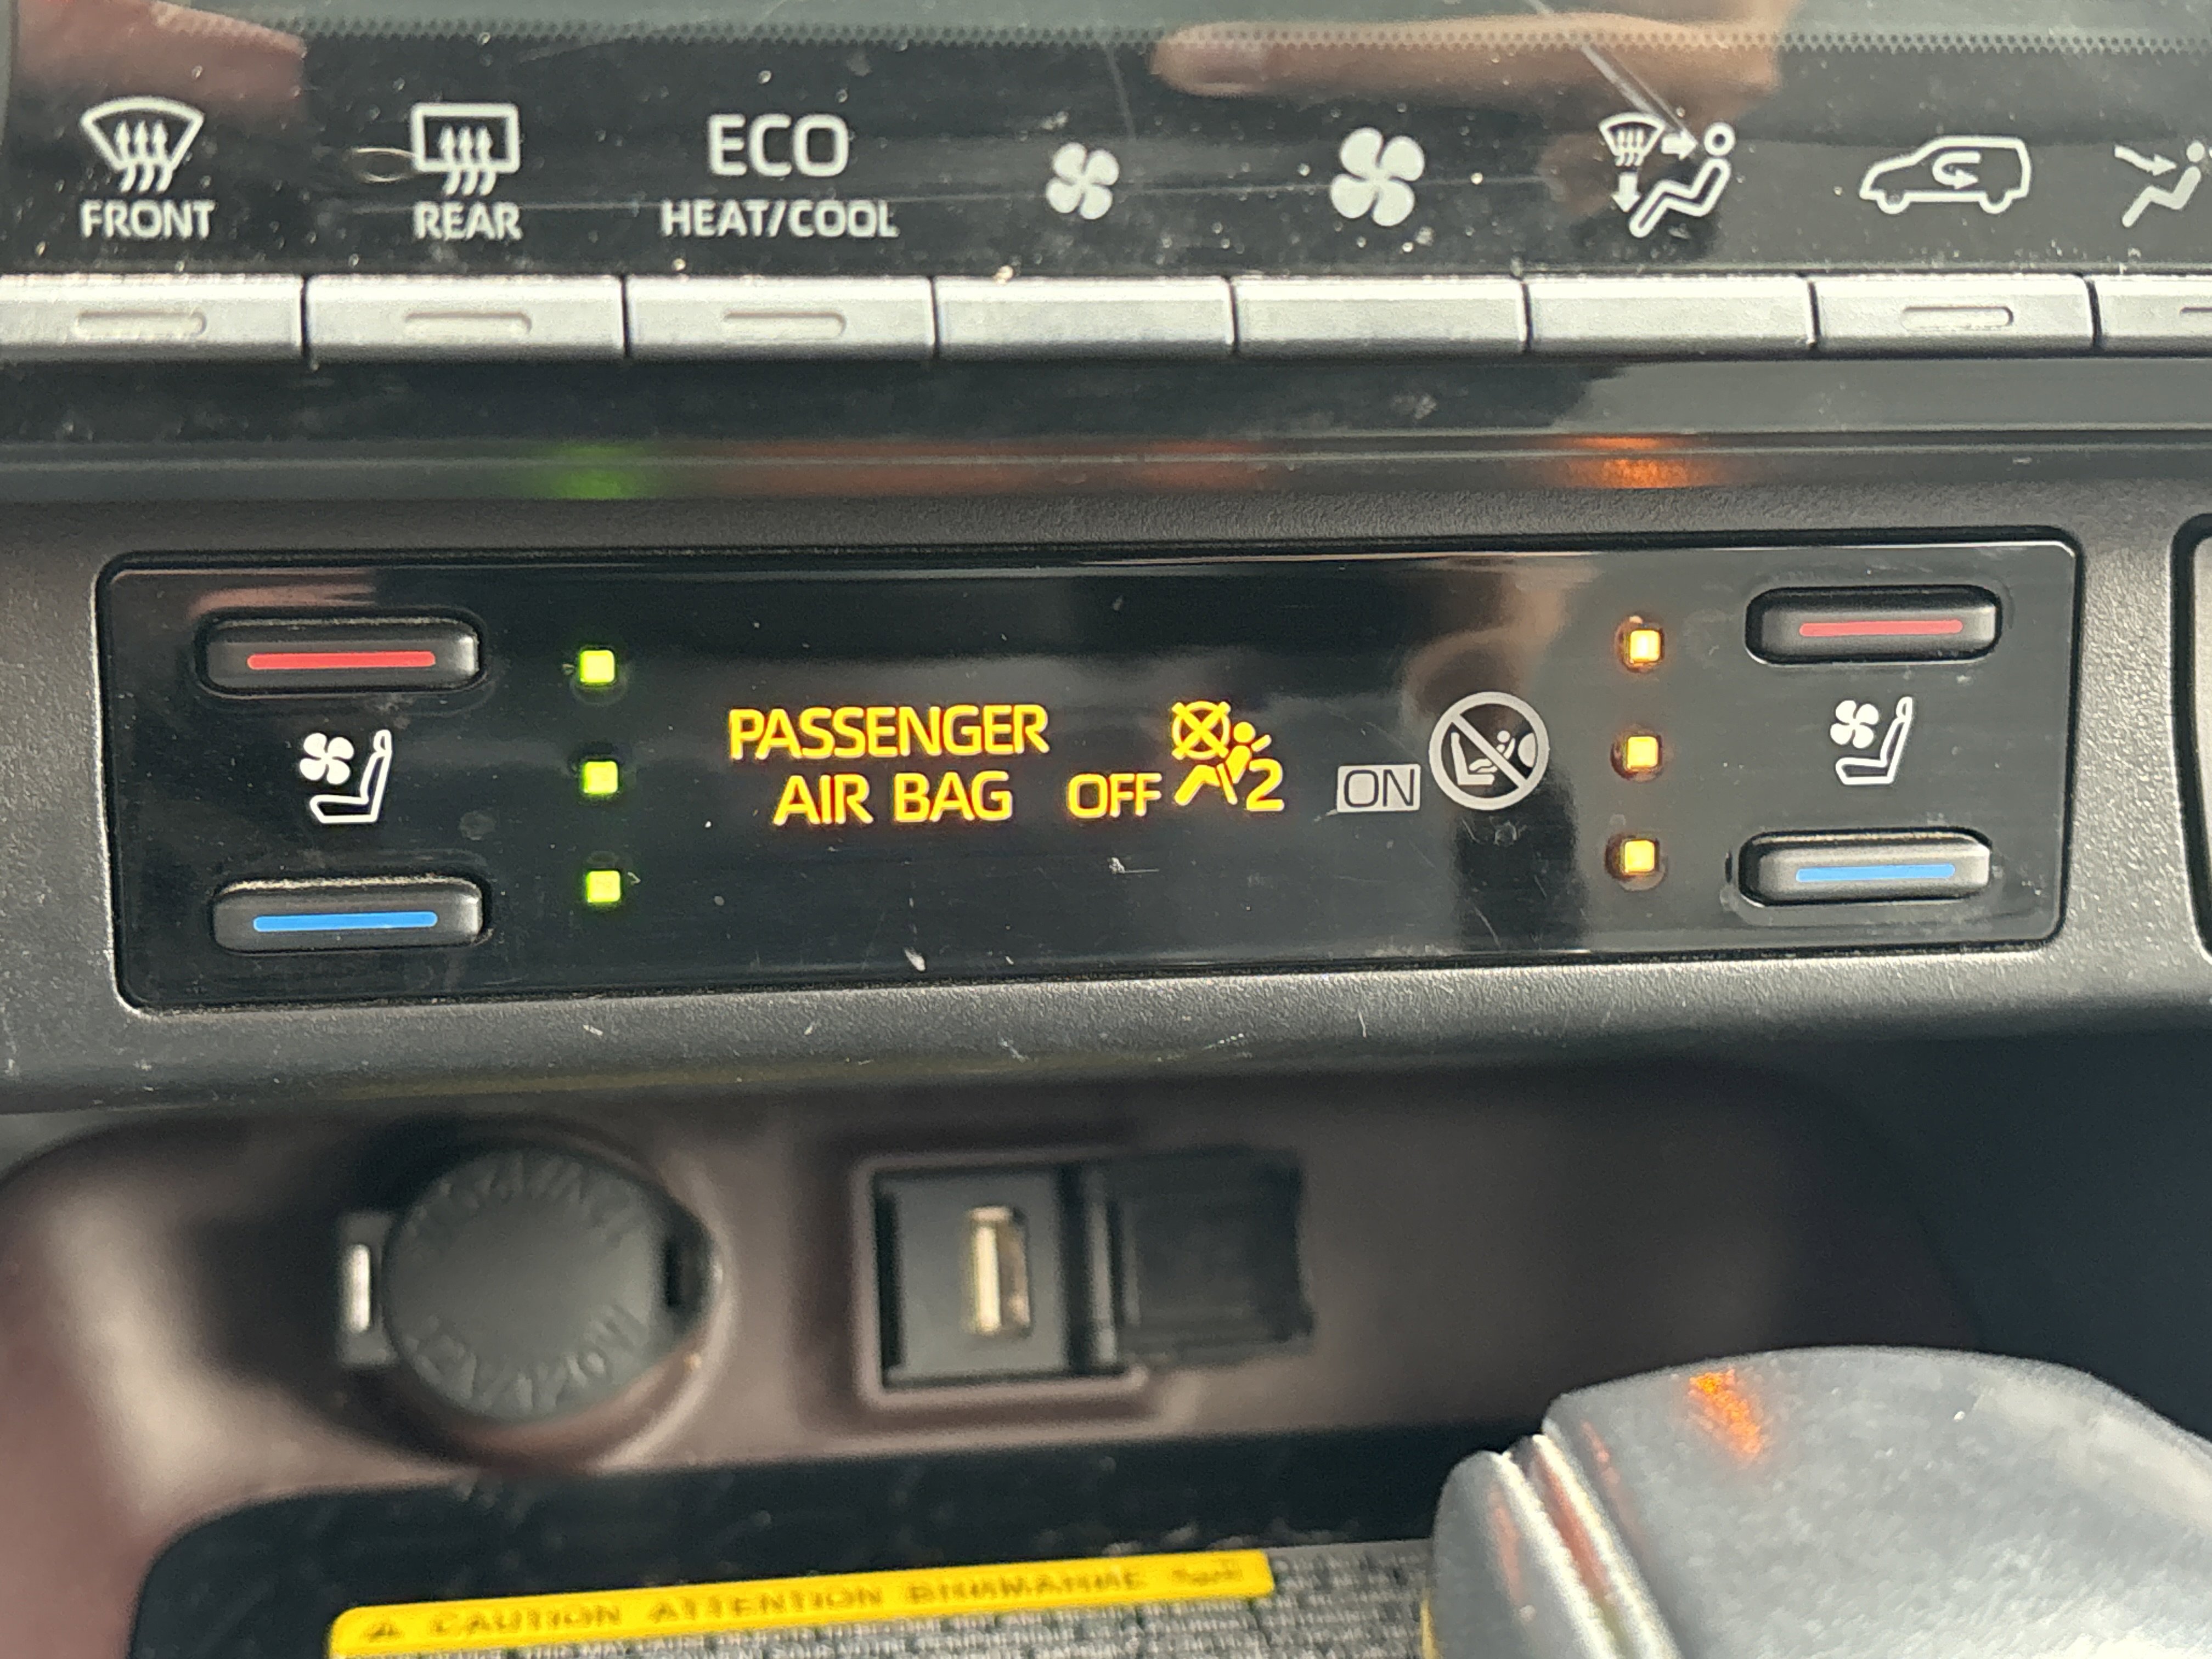 FRONT
REAR
ECO
HEAT/COOL
PASSENGER
AIR BAG OFF 2 ON
CAUTION ATTENTION